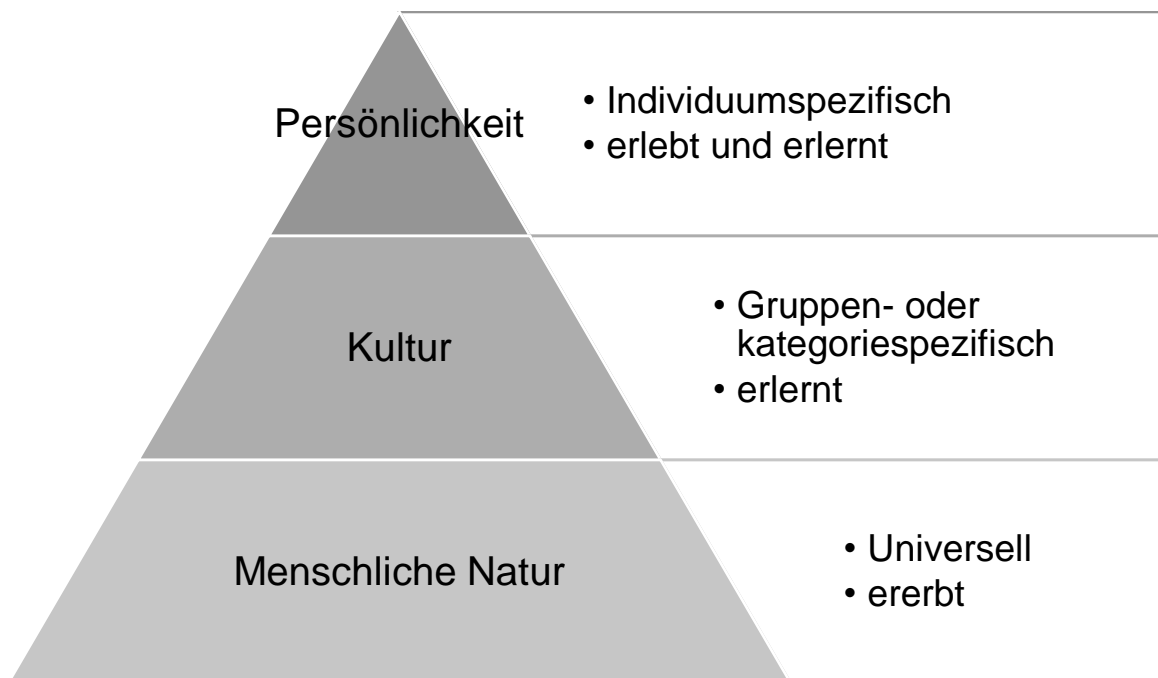 Persönlichkeit
• Individuumspezifisch
• erlebt und erlernt
Kultur
• Gruppen- oder
kategoriespezifisch
• erlernt
Menschliche Natur
• Universell
• ererbt